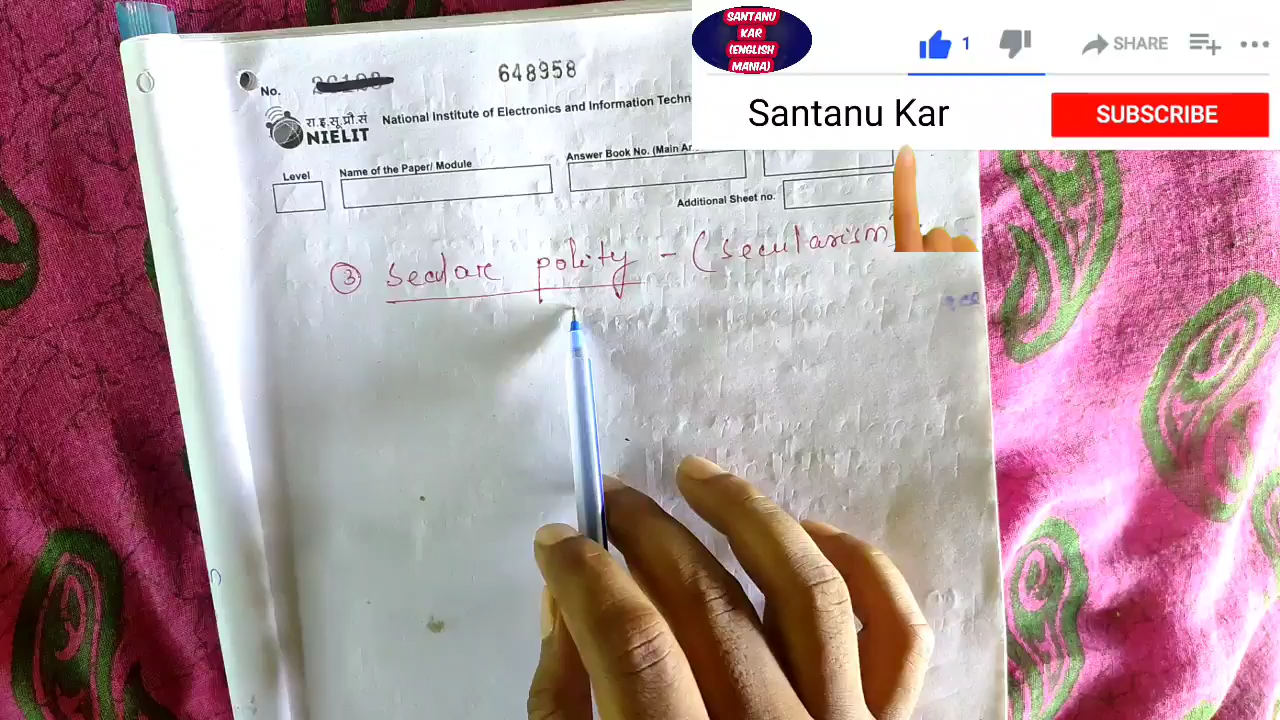 SANTANU
KAR
(ENGLISH
MANIA)
1
SHARE
Santanu Kar
SUBSCRIBE
No.
648958
रा.इ.सू.प्रौ.सं
NIELIT
National Institute of Electronics and Information Techn
Level
Name of the Paper/ Module
Answer Book No. (Main An
Additional Sheet no.
③ Secular polity - (Secularism